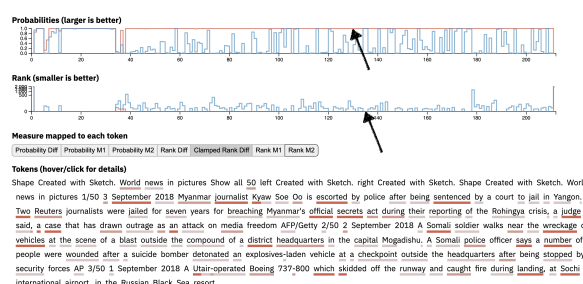 Probabilities (larger is better)
1.0
0.8
0.6
0.4
0.2
0.0
0 20 40 60 80 100 120 140 160 180 200
Rank (smaller is better)
500
0 20 40 60 80 100 120 140 160 180 200
Measure mapped to each token
Probability Diff Probability M1 Probability M2 Rank Diff Clamped Rank Diff Rank M1 Rank M2
Tokens (hover/click for details)
Shape Created with Sketch. World news in pictures Show all 50 left Created with Sketch. right Created with Sketch. Shape Created with Sketch. Worl
news in pictures 1/50 3 September 2018 Myanmar journalist Kyaw Soe Oo is escorted by police after being sentenced by a court to jail in Yangon.
Two Reuters journalists were jailed for seven years for breaching Myanmar's official secrets act during their reporting of the Rohingya crisis, a judge
said, a case that has drawn outrage as an attack on media freedom AFP/Getty 2/50 2 September 2018 A Somali soldier walks near the wreckage o
vehicles at the scene of a blast outside the compound of a district headquarters in the capital Mogadishu. A Somali police officer says a number of
people were wounded after a suicide bomber detonated an explosives-laden vehicle at a checkpoint outside the headquarters after being stopped by
security forces AP 3/50 1 September 2018 A Utair-operated Boeing 737-800 which skidded off the runway and caught fire during landing, at Sochi
international airport, in the Russian Black Sea resort